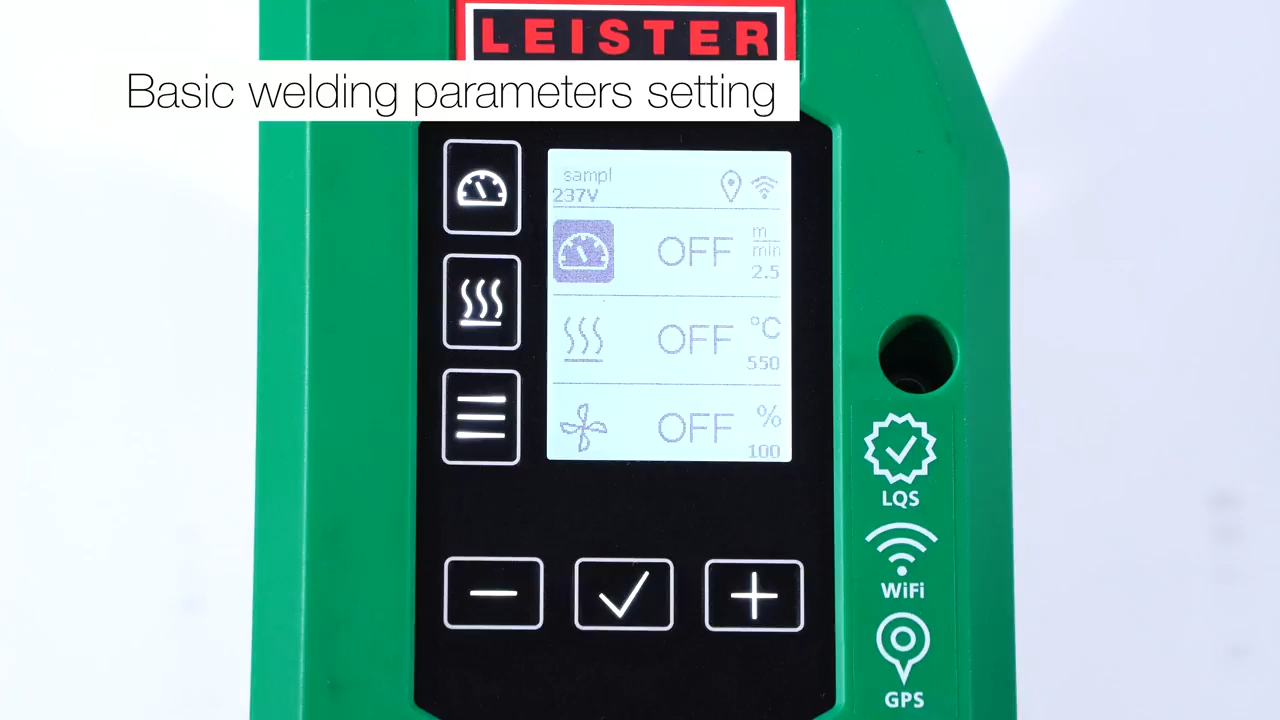 LEISTER
Basic welding parameters setting
sampl
237V
OFF
m
min
2.5
OFF
°C
550
OFF
%
100
LQS
WiFi
GPS